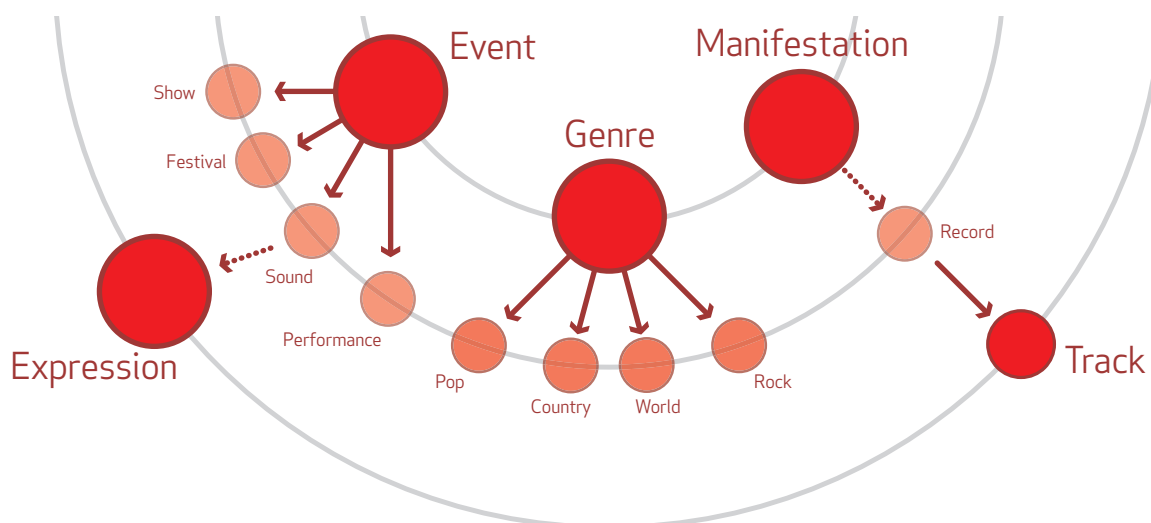 Event
Manifestation
Show
Genre
Festival
Record
Sound
Performance
Expression
Track
Pop
Country
World
Rock